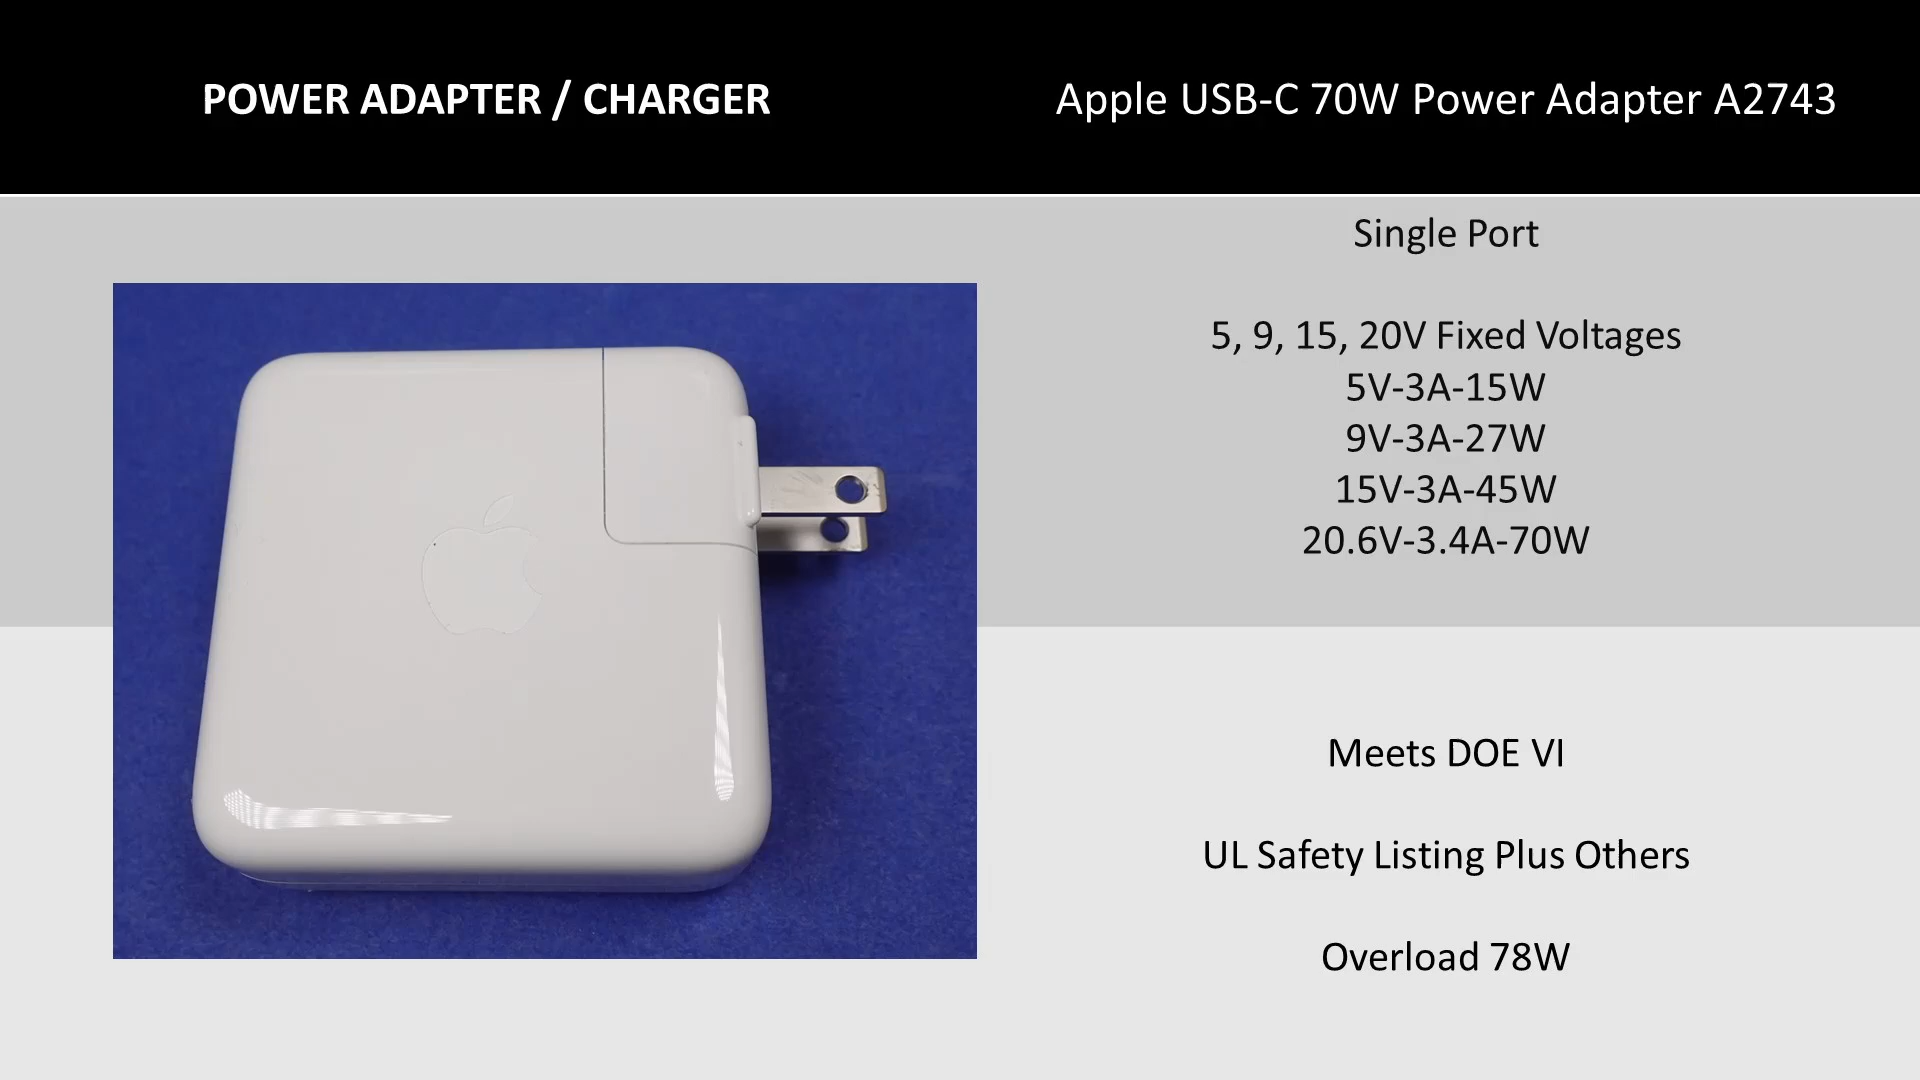 POWER ADAPTER / CHARGER
Apple USB-C 70W Power Adapter A2743
Single Port
5, 9, 15, 20V Fixed Voltages
5V-3A-15W
9V-3A-27W
15V-3A-45W
20.6V-3.4A-70W
Meets DOE VI
UL Safety Listing Plus Others
Overload 78W